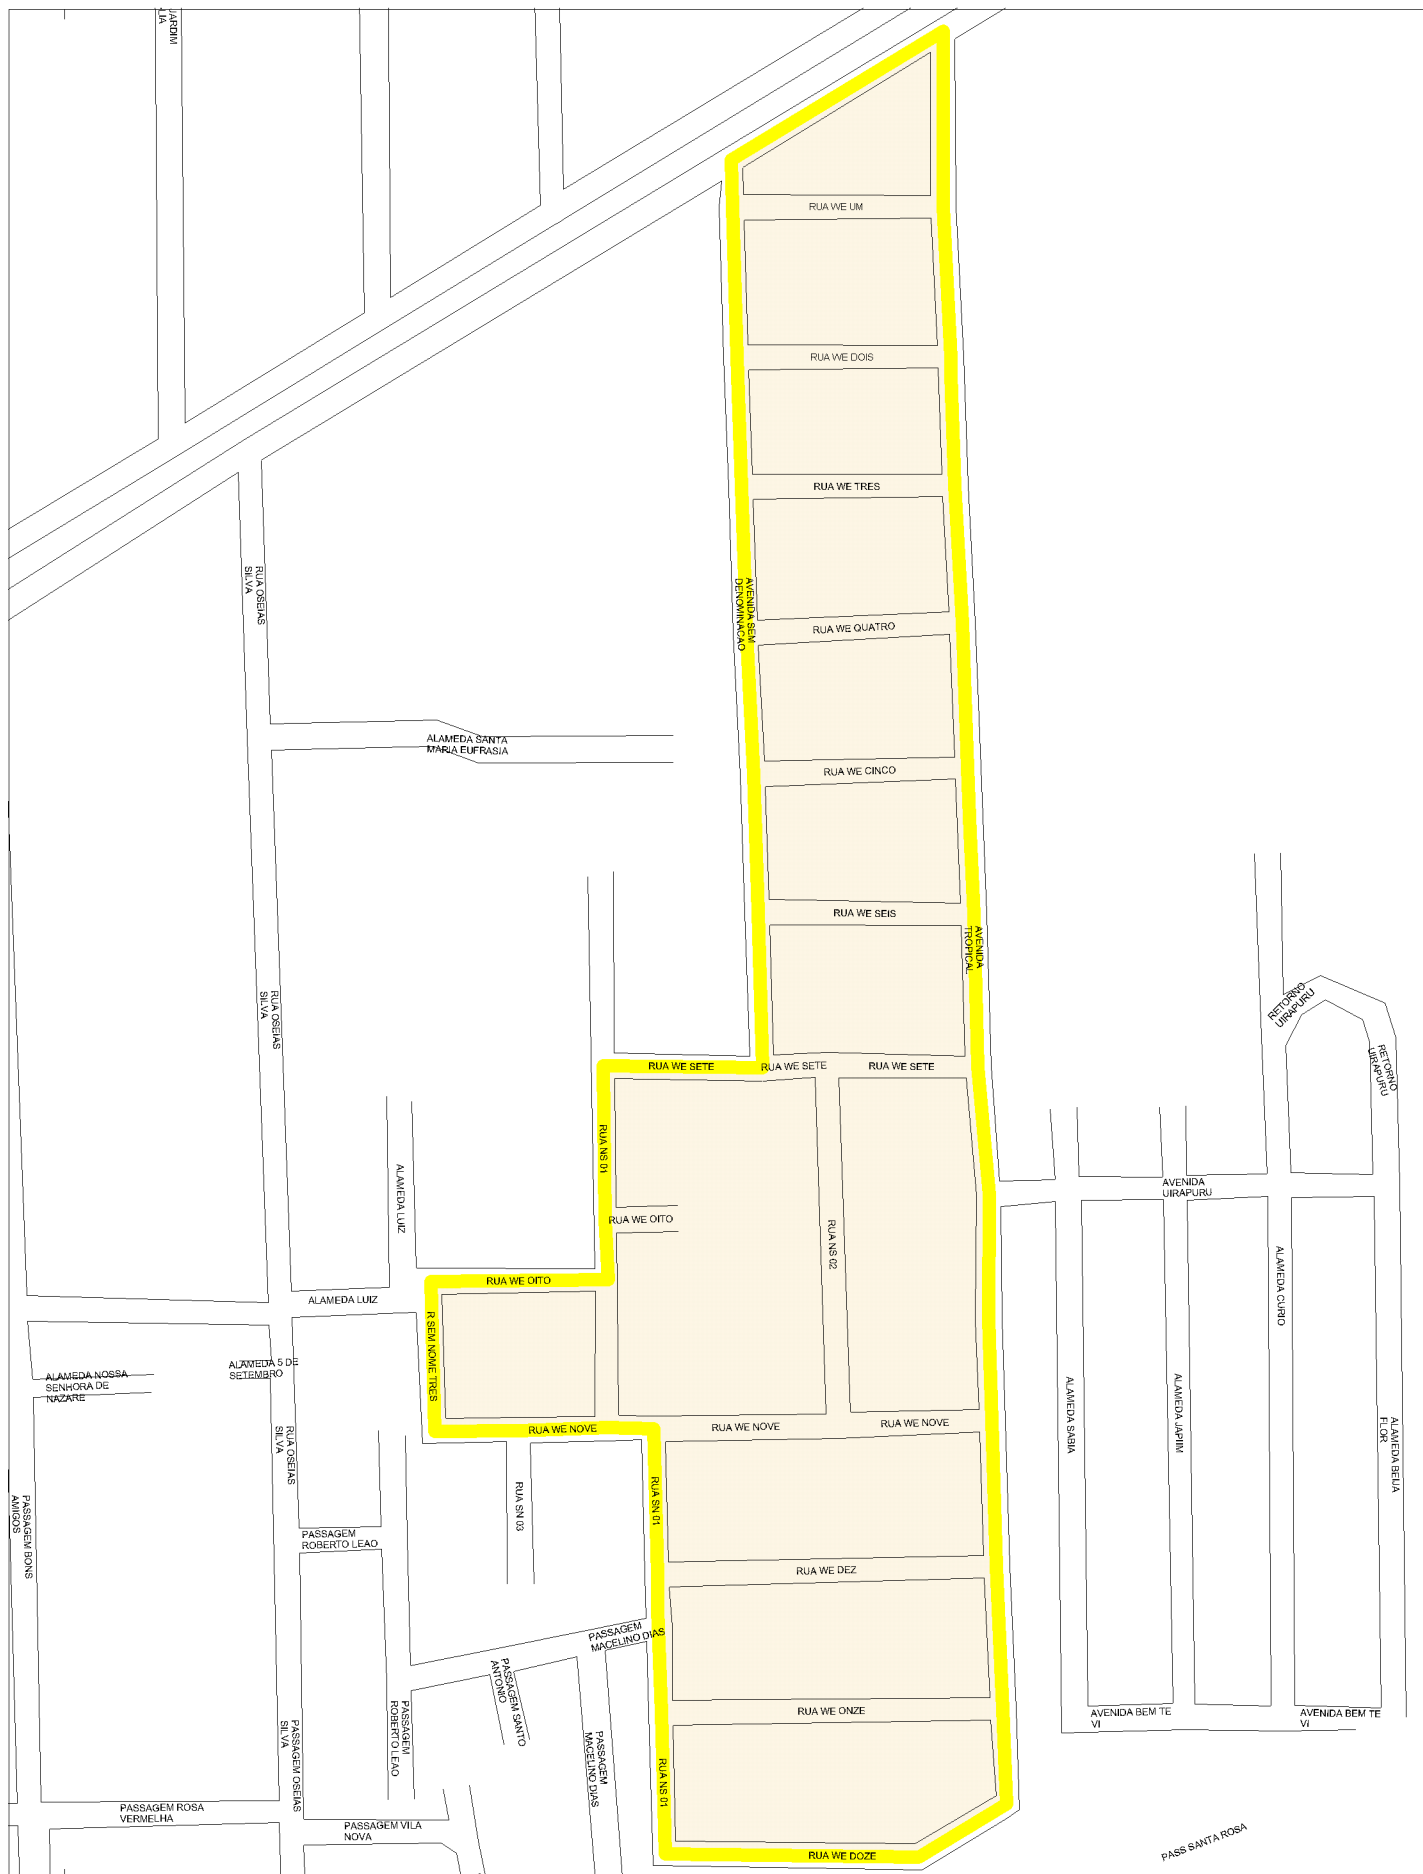 JARDIM
LIA
RUA WE UM
RUA WE DOIS
RUA WE TRES
RUA OSEIAS
SILVA
AVENIDA SEM
DENOMINACAO
RUA WE QUATRO
ALAMEDA SANTA
MARIA EUFRASIA
RUA WE CINCO
RUA WE SEIS
AVENIDA
TROPICAL
RUA OSEIAS
SILVA
RETORNO
UIRAPURU
RETORNO
UIRAPURU
RUA WE SETE
RUA WE SETE
RUA WE SETE
RUA NS 01
ALAMEDA LUIZ
AVENIDA
UIRAPURU
RUA WE OITO
RUA NS 02
RUA WE OITO
ALAMEDA LUIZ
ALAMEDA CURIO
R SEM NOME TRES
ALAMEDA 5 DE
SETEMBRO
ALAMEDA NOSSA
SENHORA DE
NAZARE
ALAMEDA SABIA
ALAMEDA JAPIIM
ALAMEDA BEIJA
FLOR
RUA WE NOVE
RUA WE NOVE
RUA WE NOVE
RUA OSEIAS
SILVA
RUA SN 03
RUA SN 01
PASSAGEM BONS
AMIGOS
PASSAGEM
ROBERTO LEAO
RUA WE DEZ
PASSAGEM
MACELINO DIAS
PASSAGEM SANTO
ANTONIO
PASSAGEM
ROBERTO LEAO
RUA WE ONZE
AVENIDA BEM TE
VI
AVENIDA BEM TE
VI
PASSAGEM OSEIAS
SILVA
PASSAGEM
MACELINO DIAS
RUA NS 01
PASSAGEM ROSA
VERMELHA
PASSAGEM VILA
NOVA
RUA WE DOZE
PASS SANTA ROSA